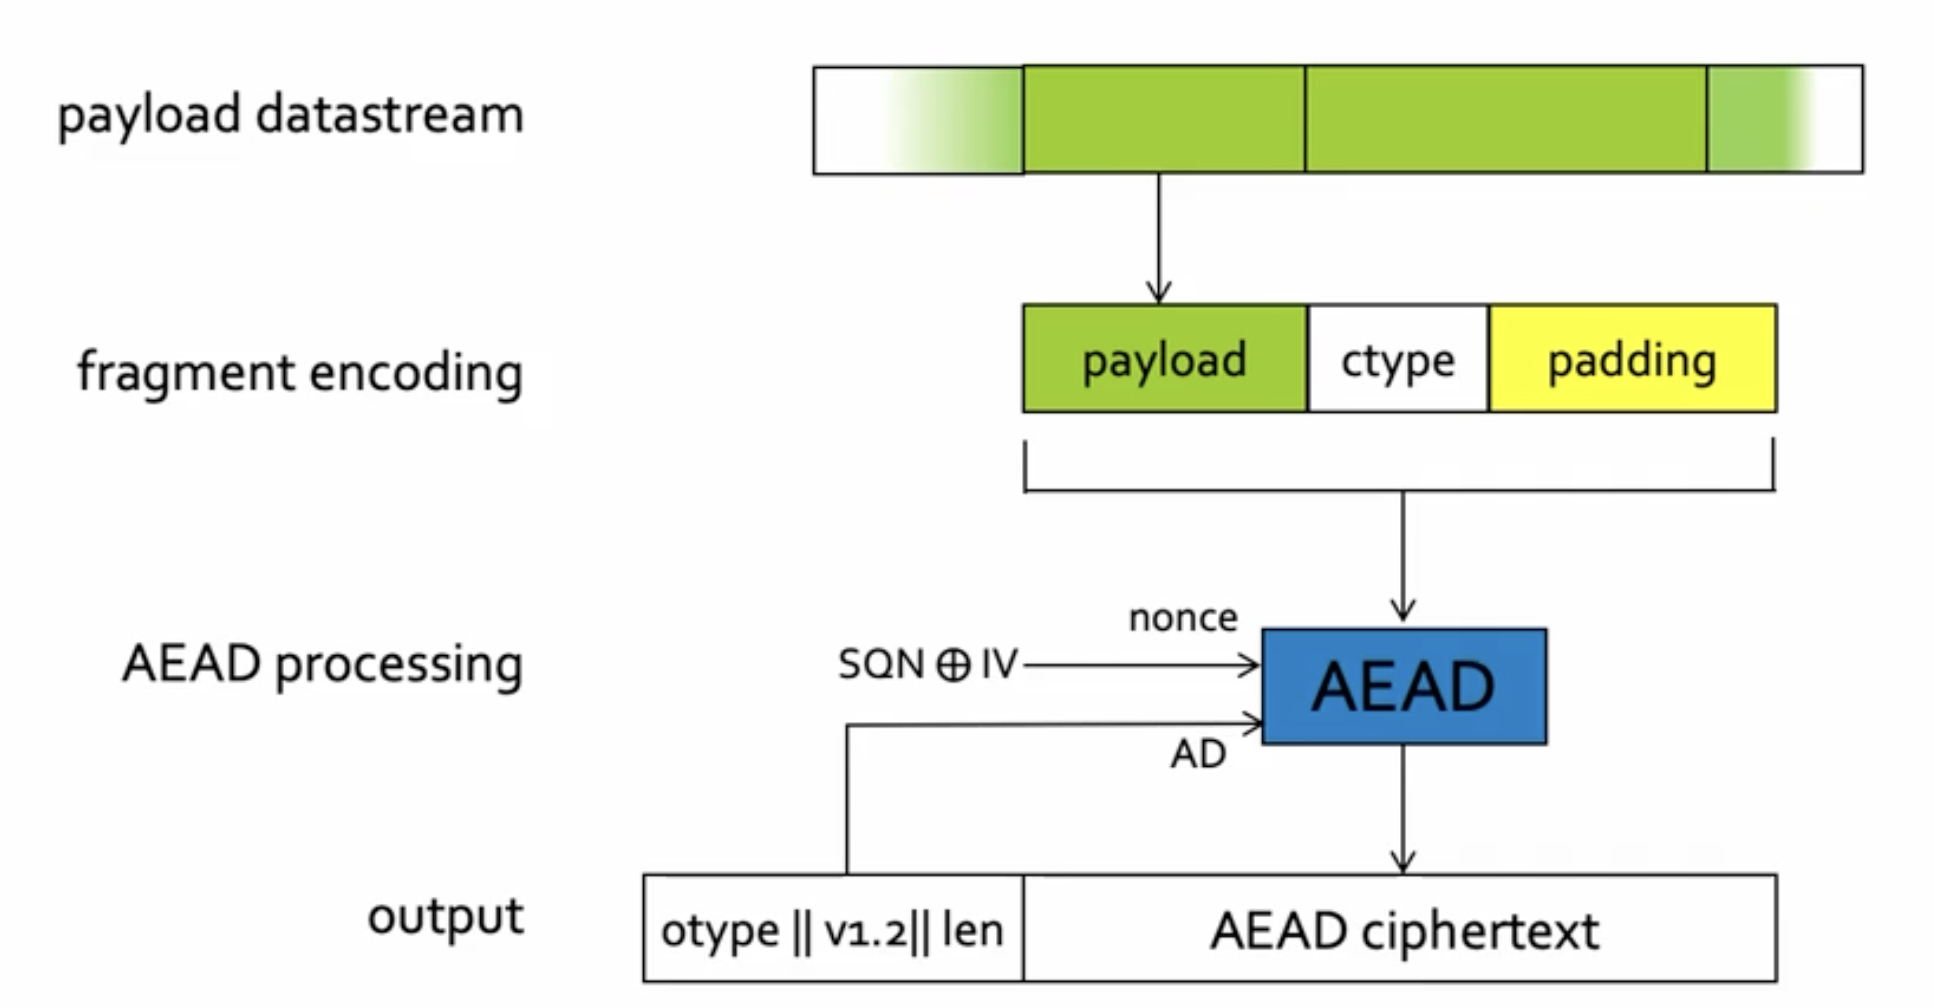 payload datastream
fragment encoding
payload
ctype
padding
AEAD processing
nonce
SQN ⊕ IV
AEAD
AD
output
otype || v1.2|| len
AEAD ciphertext